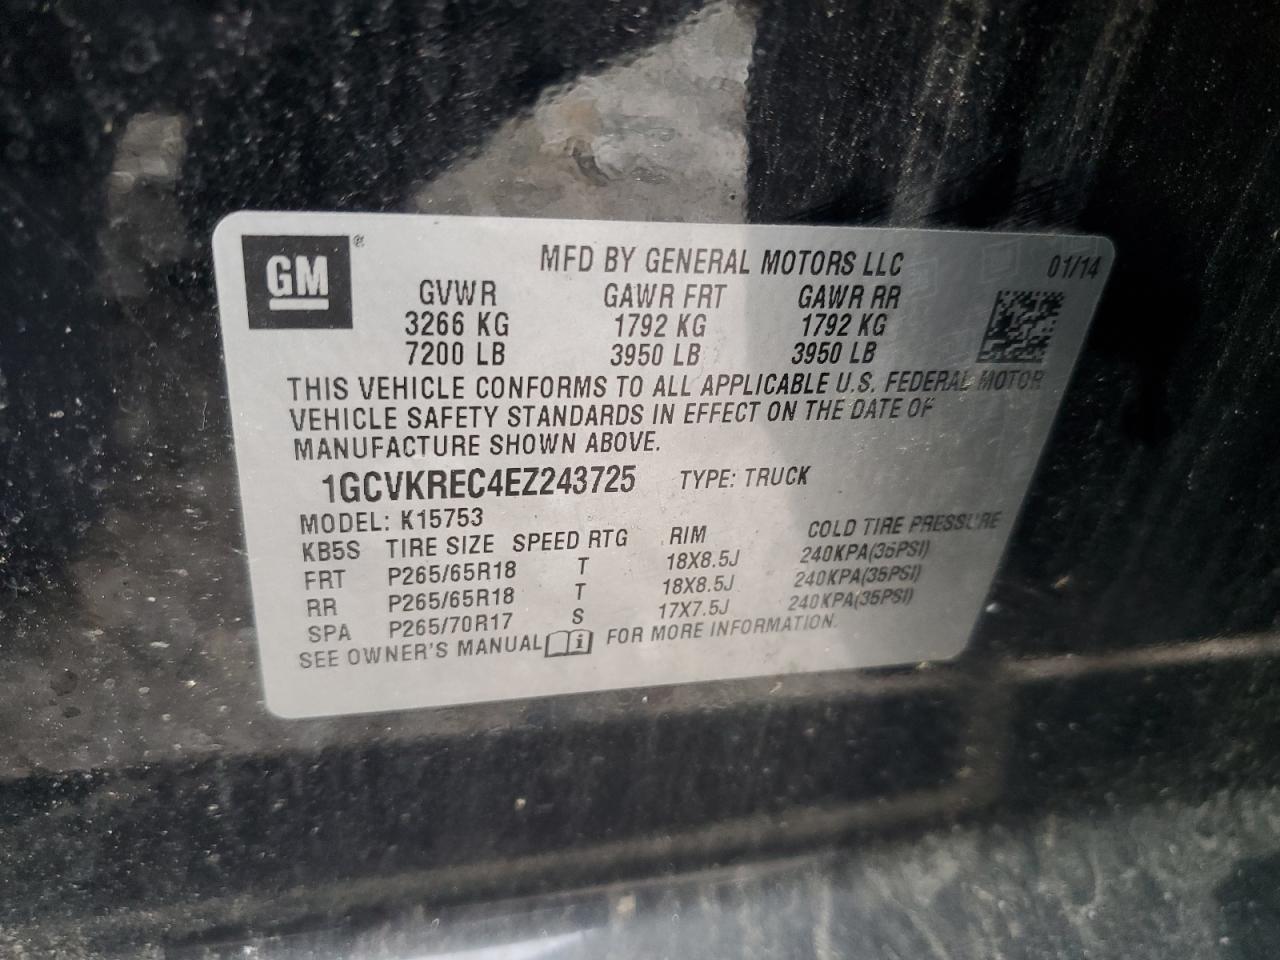 GM ®
MFD BY GENERAL MOTORS LLC 01/14
GVWR GAWR FRT GAWR RR
3266 KG 1792 KG 1792 KG
7200 LB 3950 LB 3950 LB
THIS VEHICLE CONFORMS TO ALL APPLICABLE U.S. FEDERAL MOTOR
VEHICLE SAFETY STANDARDS IN EFFECT ON THE DATE OF
MANUFACTURE SHOWN ABOVE.
1GCVKREC4EZ243725 TYPE: TRUCK
MODEL: K15753
KB5S TIRE SIZE SPEED RTG RIM COLD TIRE PRESSURE
FRT P265/65R18 T 18X8.5J 240KPA(35PSI)
RR P265/65R18 T 18X8.5J 240KPA(35PSI)
SPA P265/70R17 S 17X7.5J 240KPA(35PSI)
SEE OWNER'S MANUAL i FOR MORE INFORMATION.